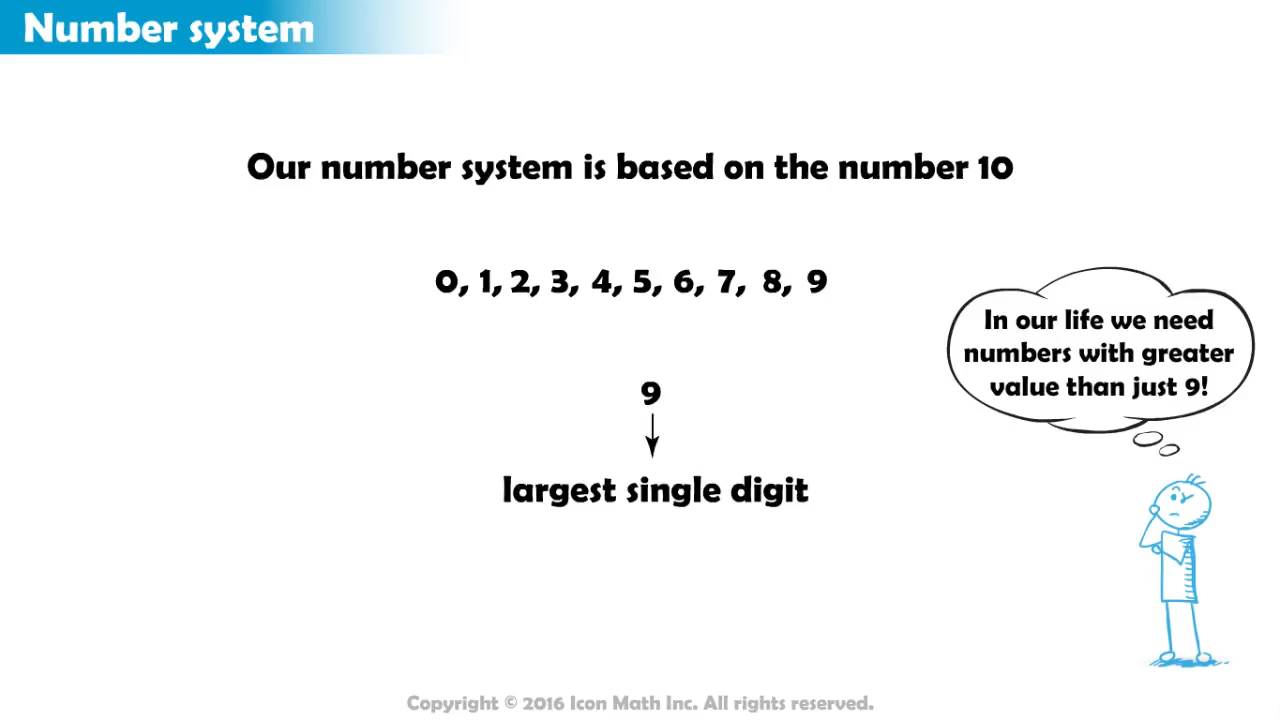 Number system
Our number system is based on the number 10
0, 1, 2, 3, 4, 5, 6, 7, 8, 9
In our life we need
numbers with greater
value than just 9!
9
largest single digit
Copyright © 2016 Icon Math Inc. All rights reserved.